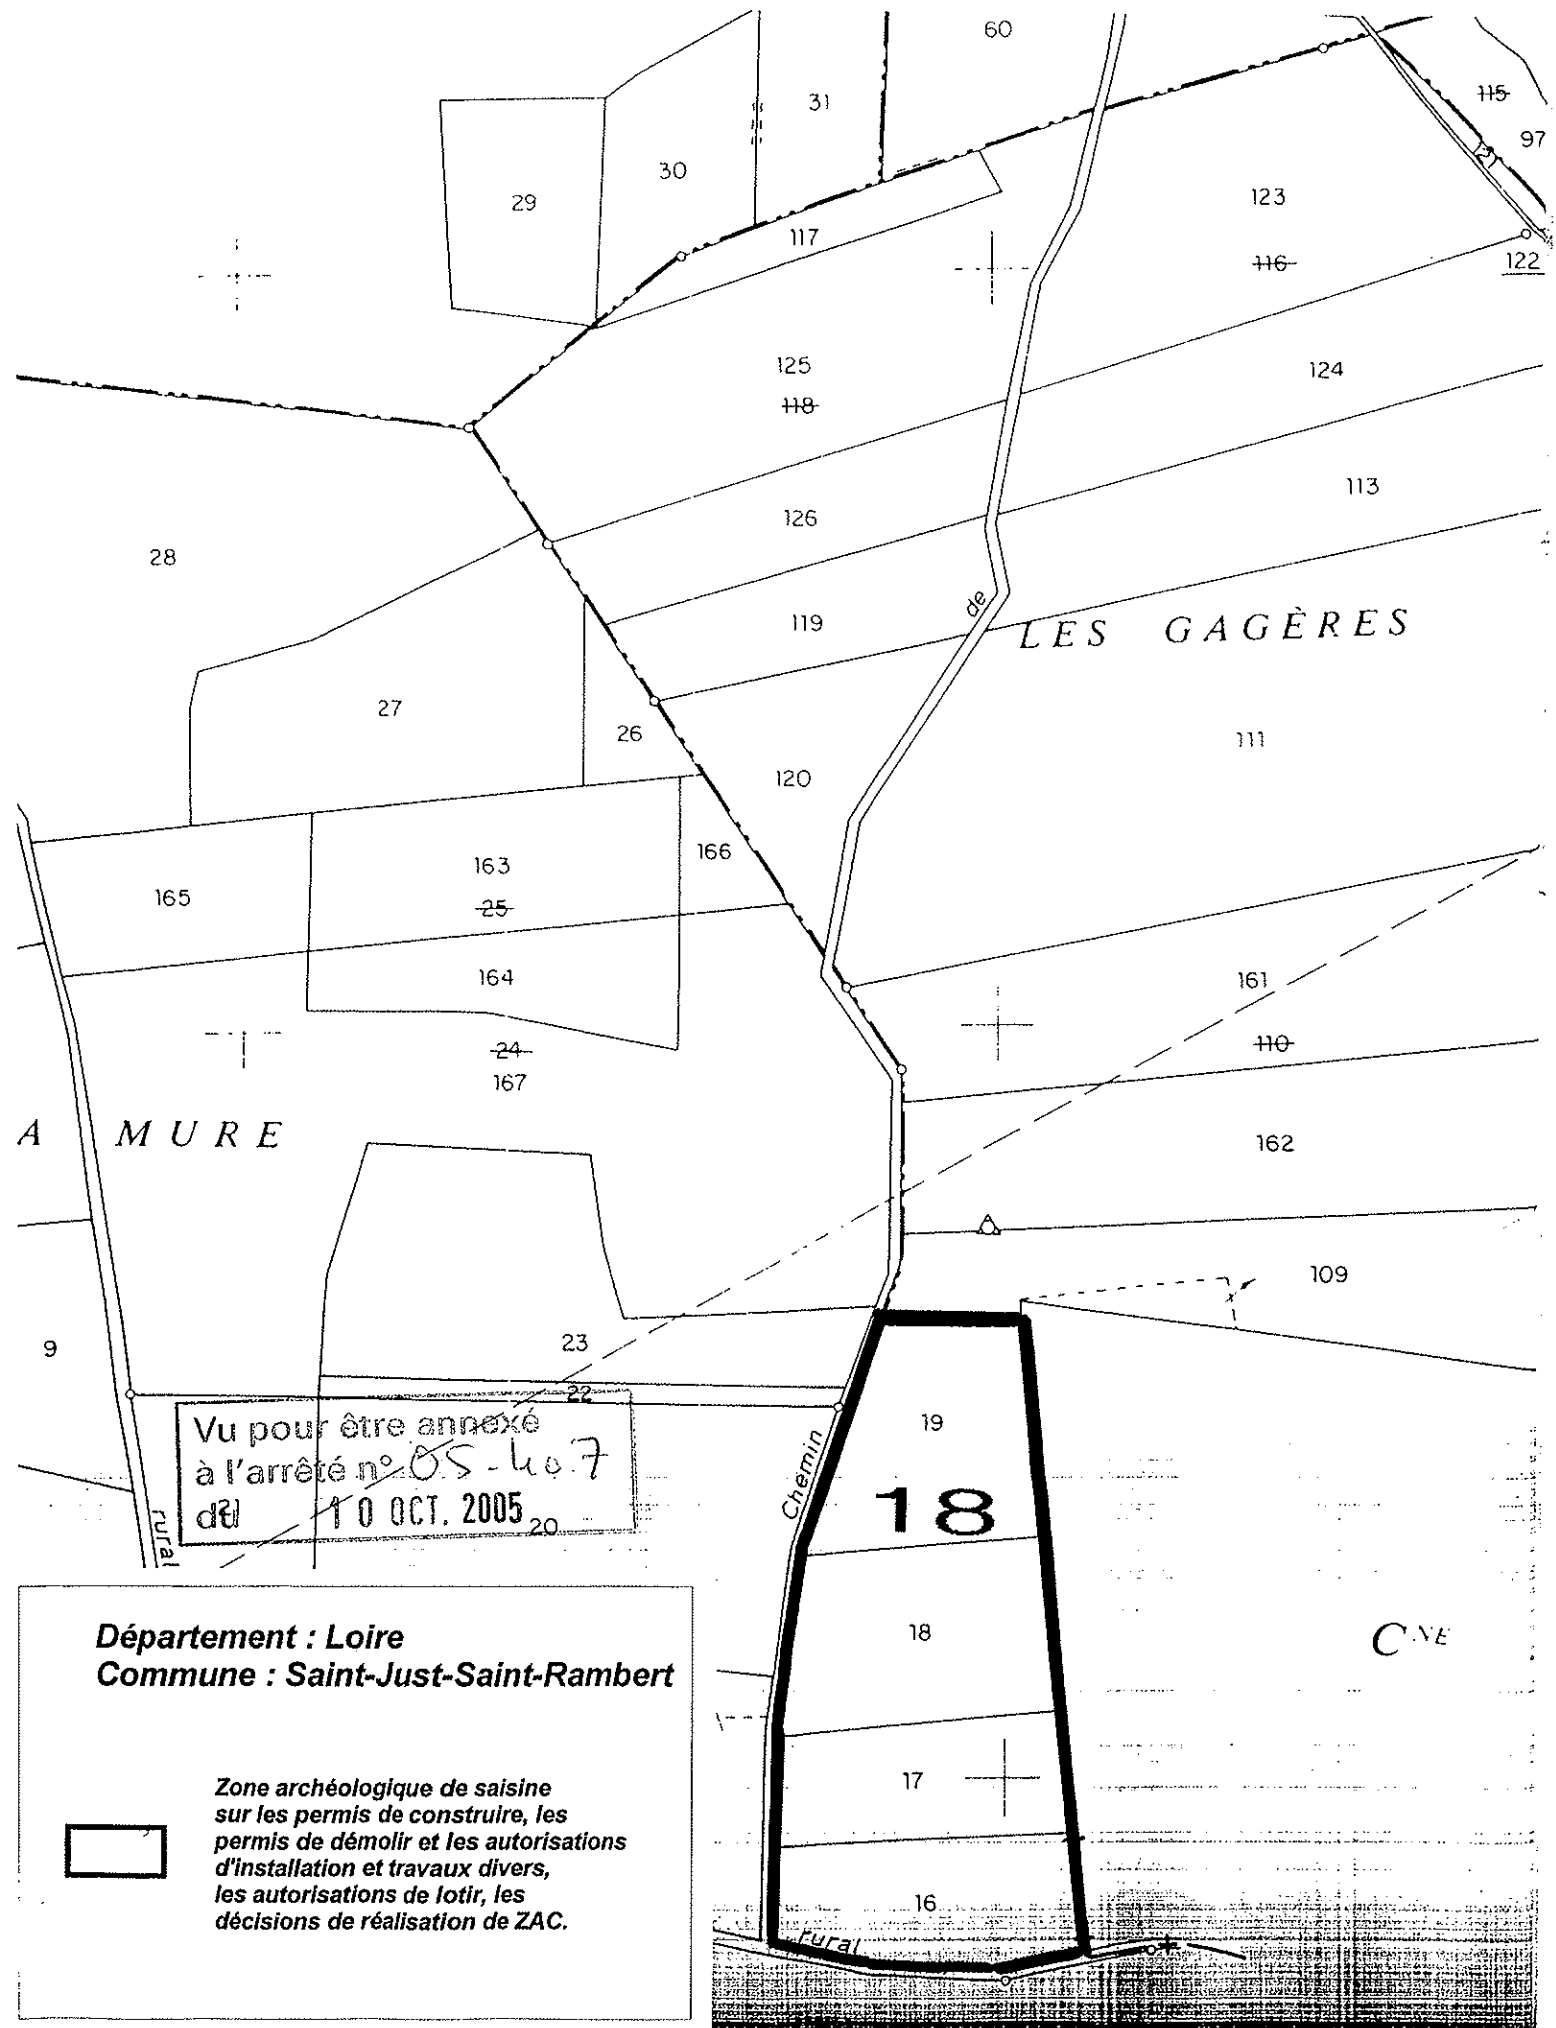 60
31
115
97
30
29
123
117
116
122
125
124
118
113
126
28
de
119
LES GAGÈRES
27
26
111
120
166
163
165
25
161
164
110
24
167
A MURE
162
109
9
23
22
19
Vu pour être annexé
à l'arrêté n° 05-407
du 10 OCT. 2005
20
Chemin
rural
18
Département : Loire
Commune : Saint-Just-Saint-Rambert
18
CNE
Zone archéologique de saisine
sur les permis de construire, les
permis de démolir et les autorisations
d'installation et travaux divers,
les autorisations de lotir, les
décisions de réalisation de ZAC.
17
16
rural